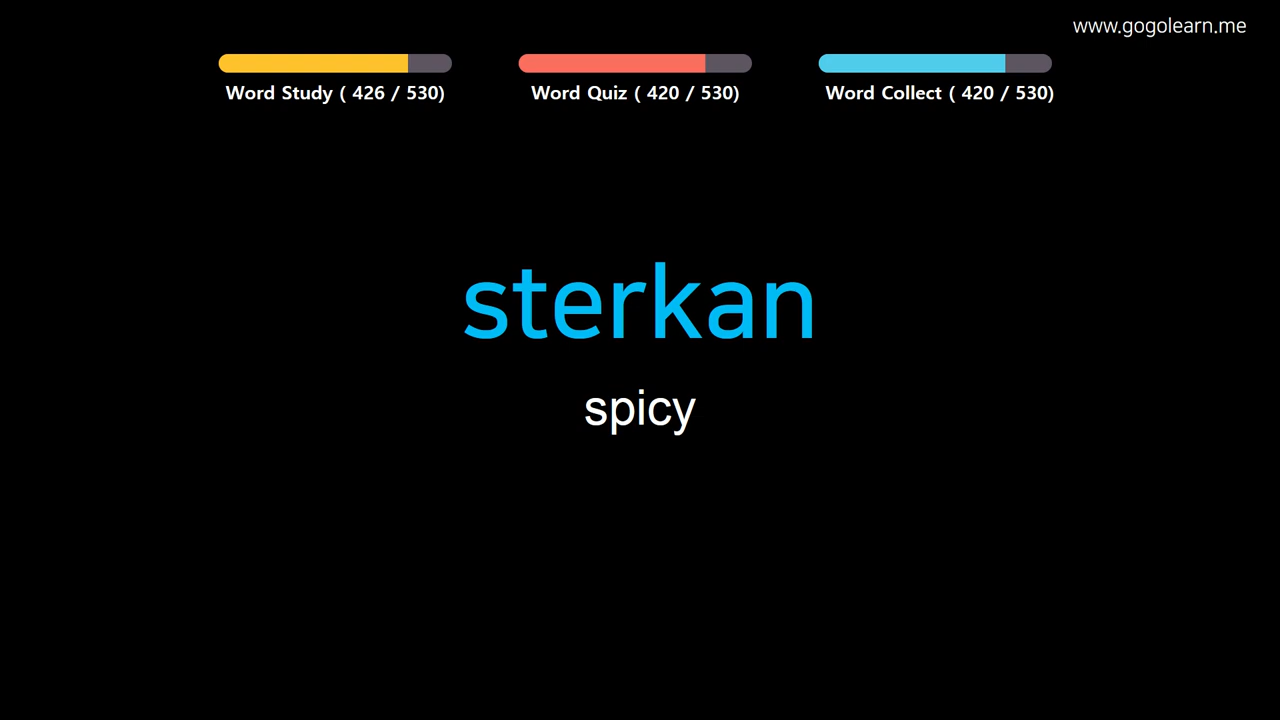 www.gogolearn.me
Word Study ( 426 / 530)
Word Quiz ( 420 / 530)
Word Collect ( 420 / 530)
sterkan
spicy